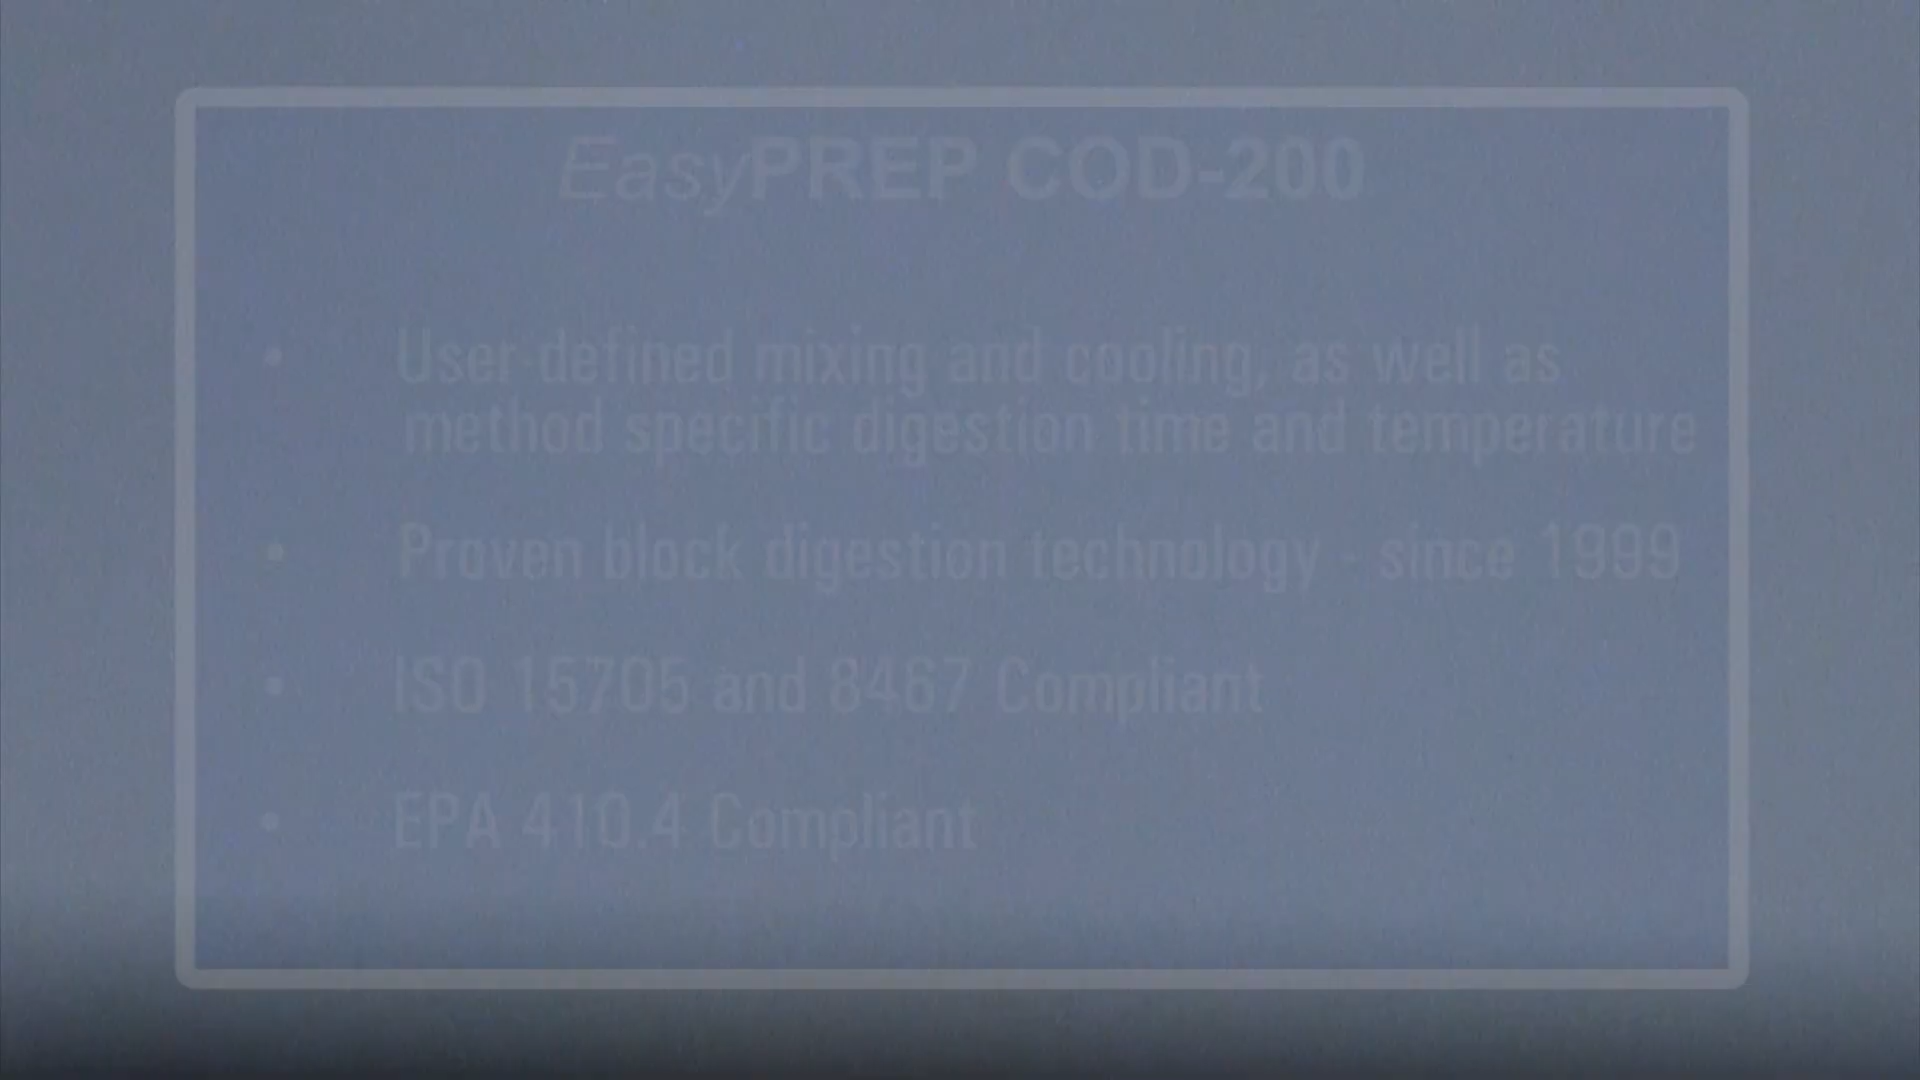 EasyPREP COD-200
• User-defined mixing and cooling, as well as
method specific digestion time and temperature
• Proven block digestion technology - since 1999
• ISO 15705 and 8467 Compliant
• EPA 410.4 Compliant